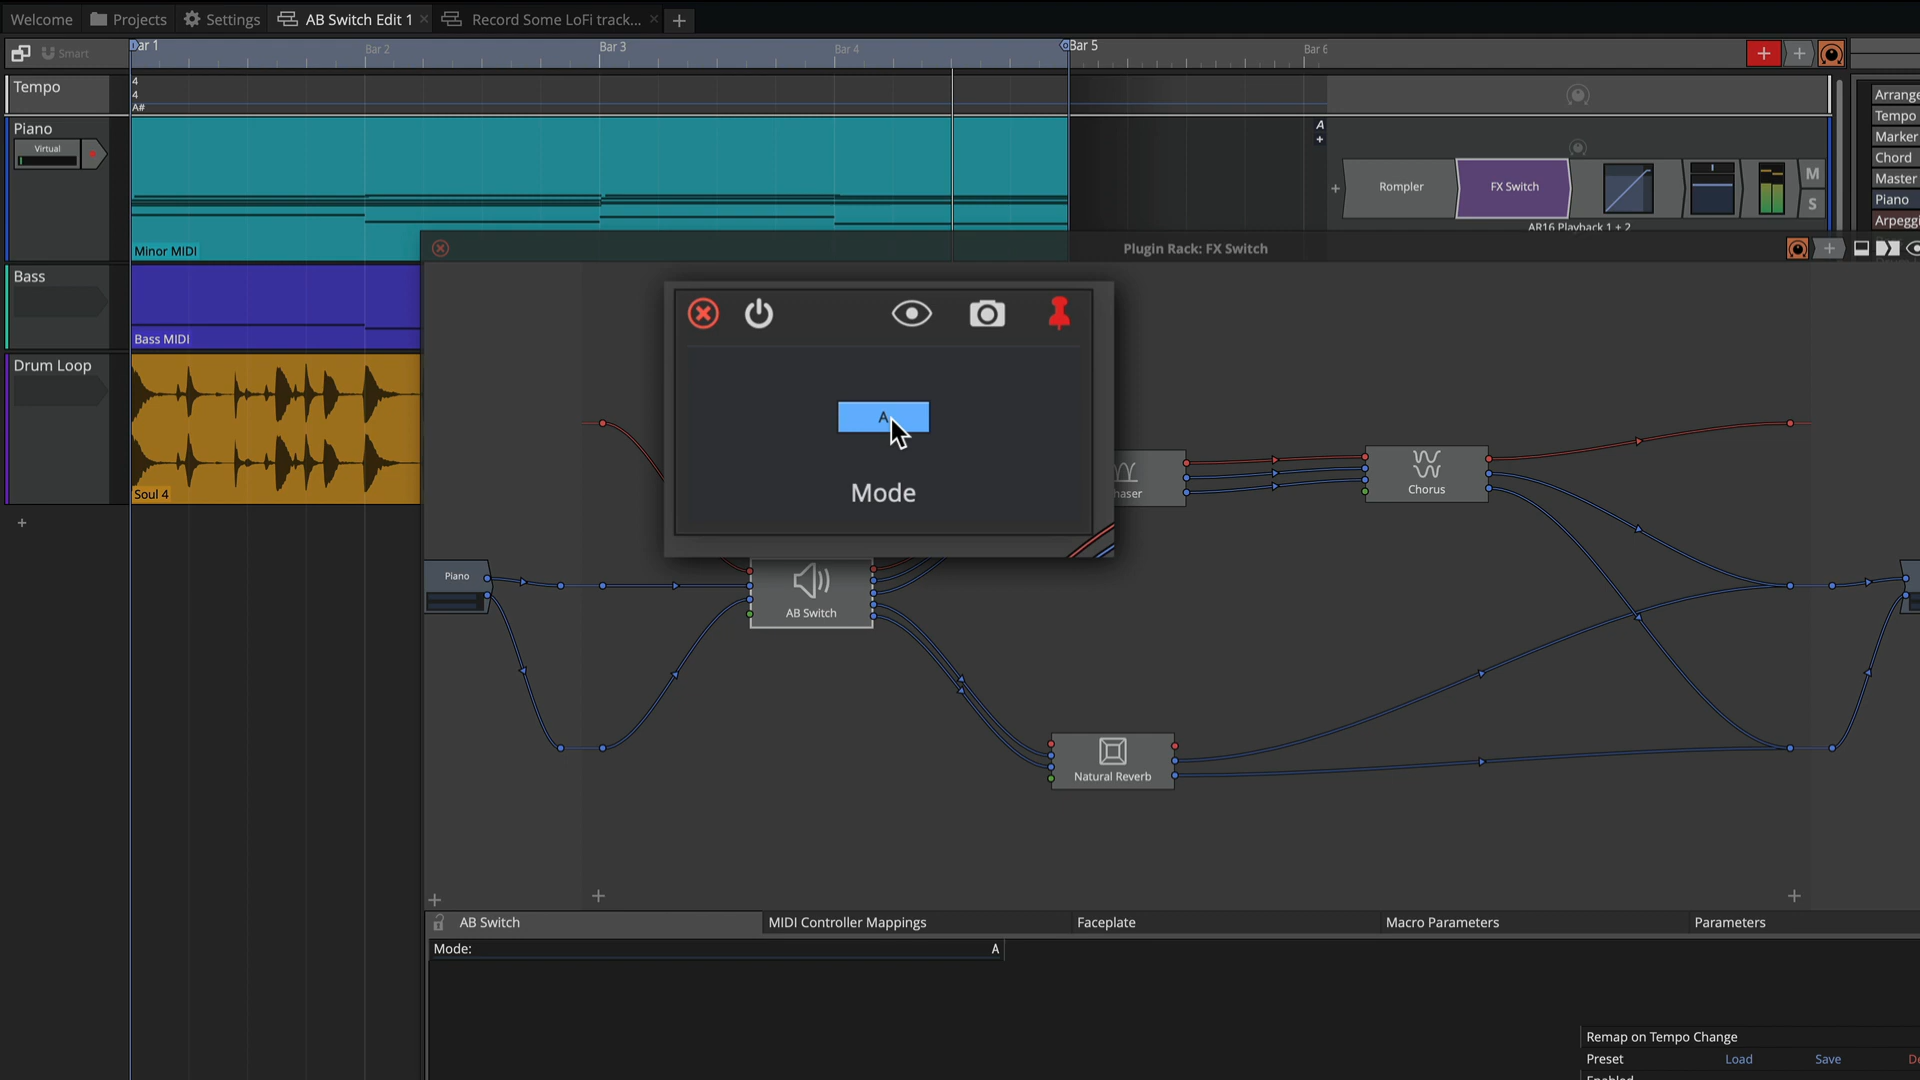 Welcome
Projects
Settings
AB Switch Edit 1
Record Some LoFi track...
Smart
Bar 1
Bar 2
Bar 3
Bar 4
Bar 5
Bar 6
Tempo
4
4
A#
Piano
Virtual
Minor MIDI
A
Rompler
FX Switch
M
S
AR16 Playback 1 + 2
Arrange
Tempo
Marker
Chord
Master
Piano
Arpeggi
Bass
Bass MIDI
Drum Loop
Soul 4
Plugin Rack: FX Switch
A
Mode
haser
Chorus
Piano
AB Switch
Natural Reverb
AB Switch
MIDI Controller Mappings
Faceplate
Macro Parameters
Parameters
Mode:
A
Remap on Tempo Change
Preset
Load
Save
De
Enabled